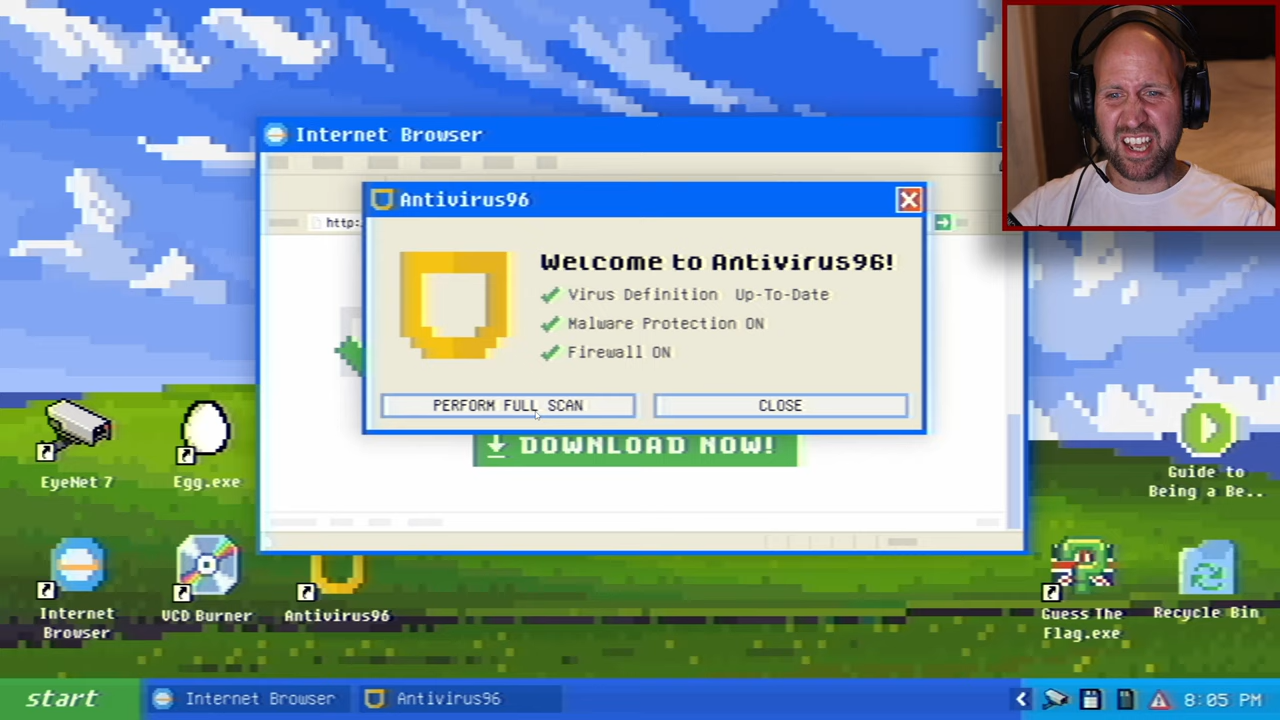 Internet Browser
Antivirus96
http:
Welcome to Antivirus96!
Virus Definition Up-To-Date
Malware Protection ON
Firewall ON
PERFORM FULL SCAN
CLOSE
DOWNLOAD NOW!
EyeNet 7
Egg.exe
Guide to
Being a Be..
Internet
Browser
VCD Burner
Antivirus96
Guess The
Flag.exe
Recycle Bin
start
Internet Browser
Antivirus96
8:05 PM